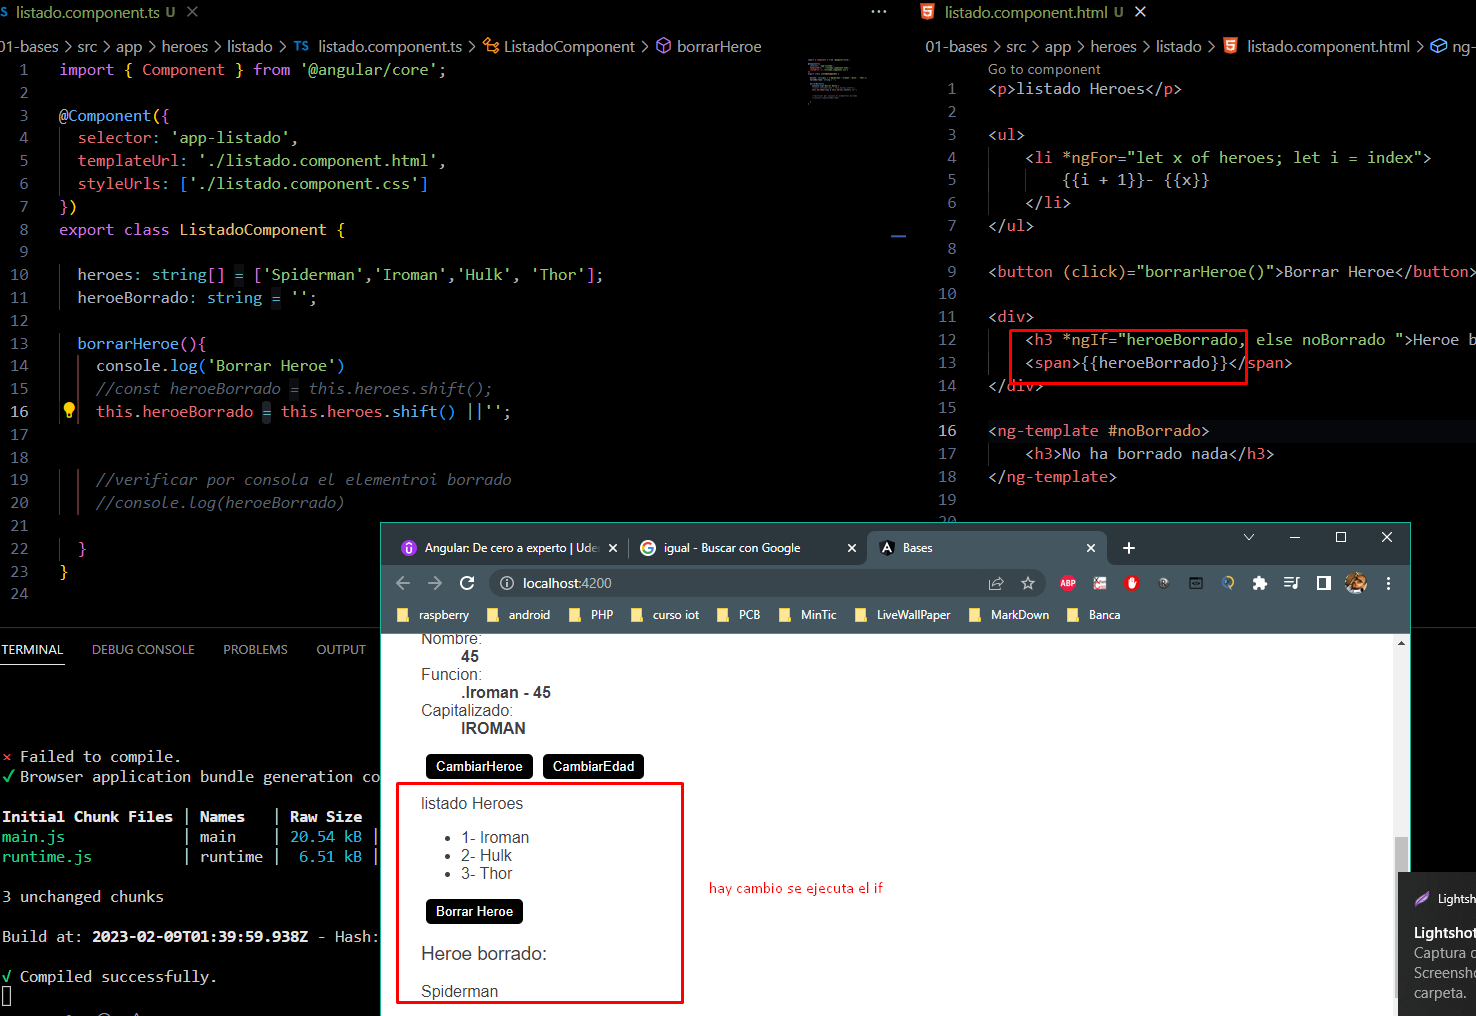 listado.component.ts U
01-bases > src > app > heroes > listado > TS listado.component.ts > ListadoComponent > borrarHeroe
1 import { Component } from '@angular/core';
2
3 @Component({
4 selector: 'app-listado',
5 templateUrl: './listado.component.html',
6 styleUrls: ['./listado.component.css']
7 })
8 export class ListadoComponent {
9
10 heroes: string[] = ['Spiderman','Iroman','Hulk', 'Thor'];
11 heroeBorrado: string = '';
12
13 borrarHeroe(){
14 console.log('Borrar Heroe')
15 //const heroeBorrado = this.heroes.shift();
16 this.heroeBorrado = this.heroes.shift() ||'';
17
18
19 //verificar por consola el elementroi borrado
20 //console.log(heroeBorrado)
21
22 }
23 }
24
listado.component.html U
01-bases > src > app > heroes > listado > listado.component.html > ng-
Go to component
1 <p>listado Heroes</p>
2
3 <ul>
4 <li *ngFor="let x of heroes; let i = index">
5 {{i + 1}}- {{x}}
6 </li>
7 </ul>
8
9 <button (click)="borrarHeroe()">Borrar Heroe</button>
10
11 <div>
12 <h3 *ngIf="heroeBorrado, else noBorrado ">Heroe b
13 <span>{{heroeBorrado}}</span>
14 </div>
15
16 <ng-template #noBorrado>
17 <h3>No ha borrado nada</h3>
18 </ng-template>
19
20
TERMINAL DEBUG CONSOLE PROBLEMS OUTPUT
× Failed to compile.
✓ Browser application bundle generation co
Initial Chunk Files | Names | Raw Size
main.js | main | 20.54 kB |
runtime.js | runtime | 6.51 kB |
3 unchanged chunks
Build at: 2023-02-09T01:39:59.938Z - Hash:
√ Compiled successfully.
Angular: De cero a experto | Ude
igual - Buscar con Google
Bases
localhost:4200
ABP
raspberry android PHP curso iot PCB MinTic LiveWallPaper MarkDown Banca
Nombre:
45
Funcion:
.Iroman - 45
Capitalizado:
IROMAN
CambiarHeroe CambiarEdad
listado Heroes
1- Iroman
2- Hulk
3- Thor
Borrar Heroe
Heroe borrado:
Spiderman
hay cambio se ejecuta el if
Lightsh
Lightshot
Captura
Screensho
carpeta.